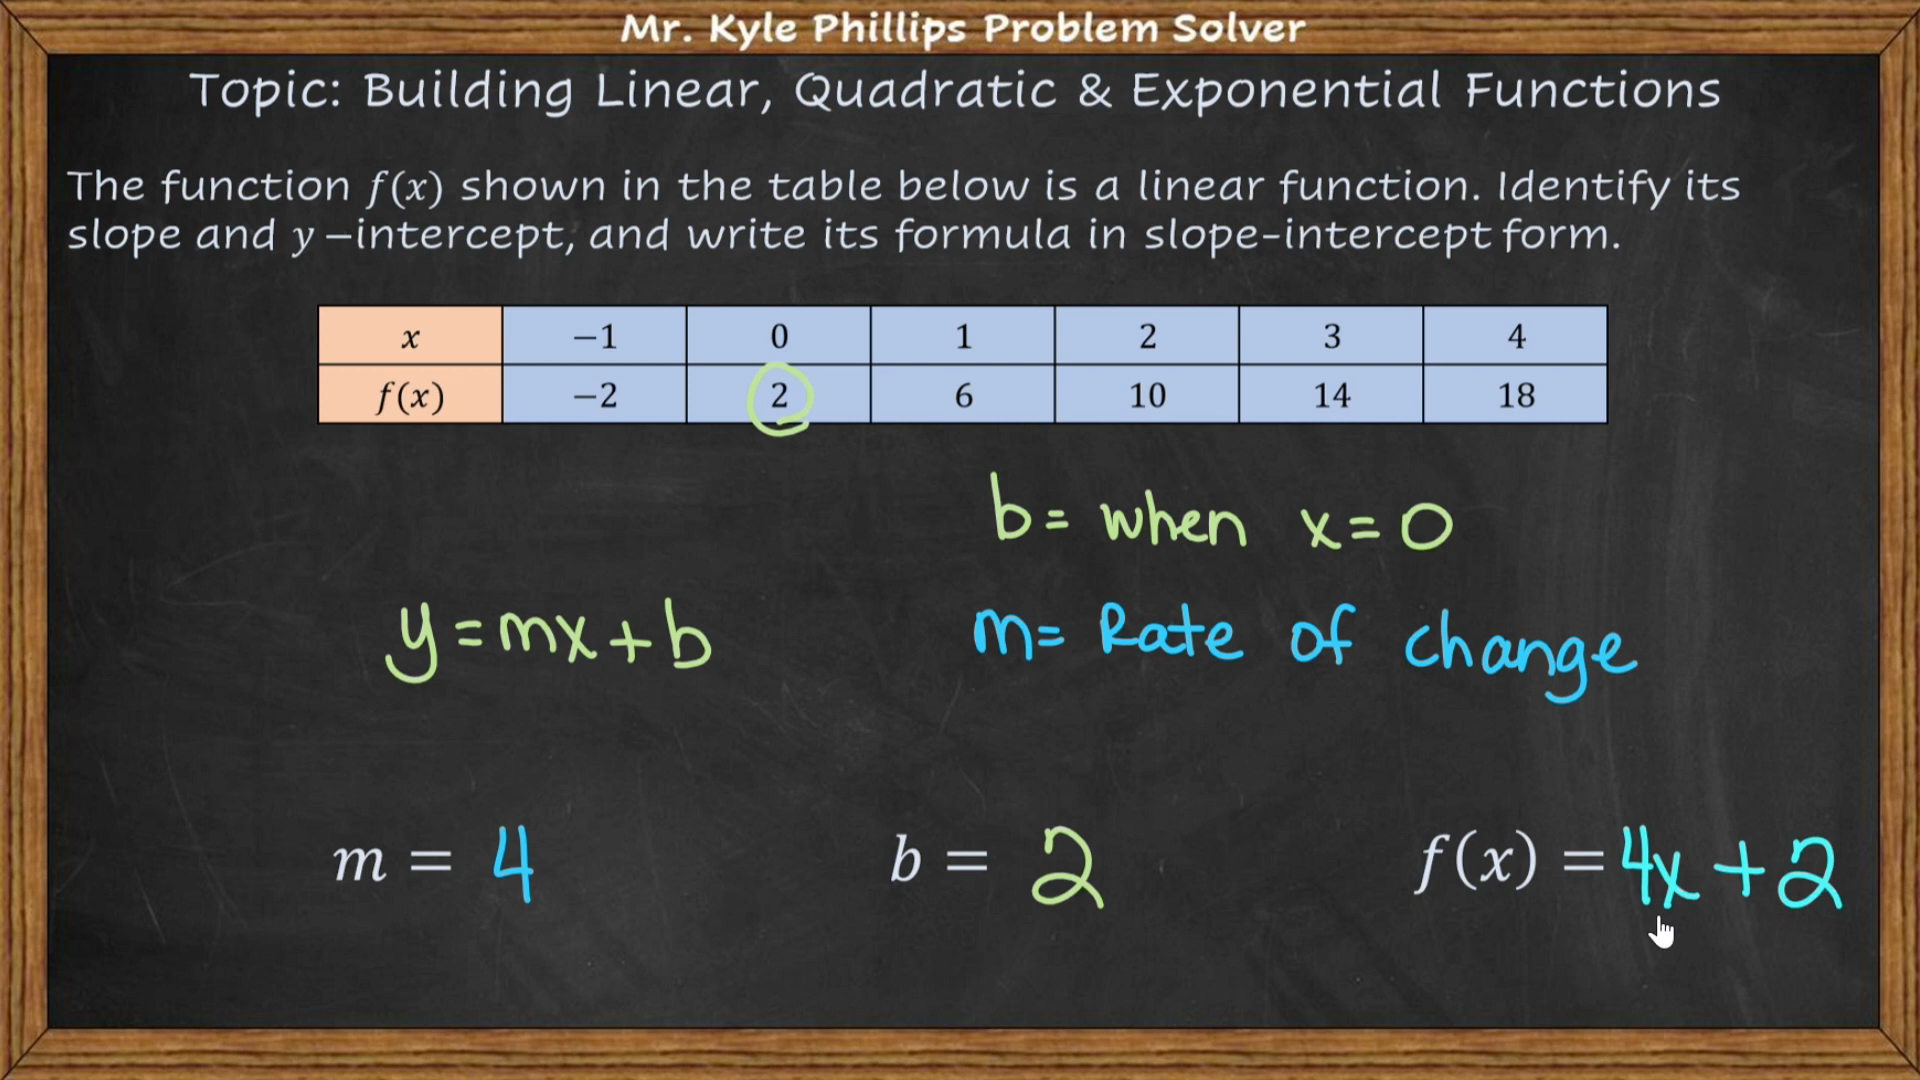 Mr. Kyle Phillips Problem Solver
Topic: Building Linear, Quadratic & Exponential Functions
The function f(x) shown in the table below is a linear function. Identify its
slope and y –intercept, and write its formula in slope-intercept form.
x −1 0 1 2 3 4
f(x) −2 2 6 10 14 18
b= when x=0
y=mx+b
m= Rate of change
m = 4
b = 2
f(x) = 4x+2